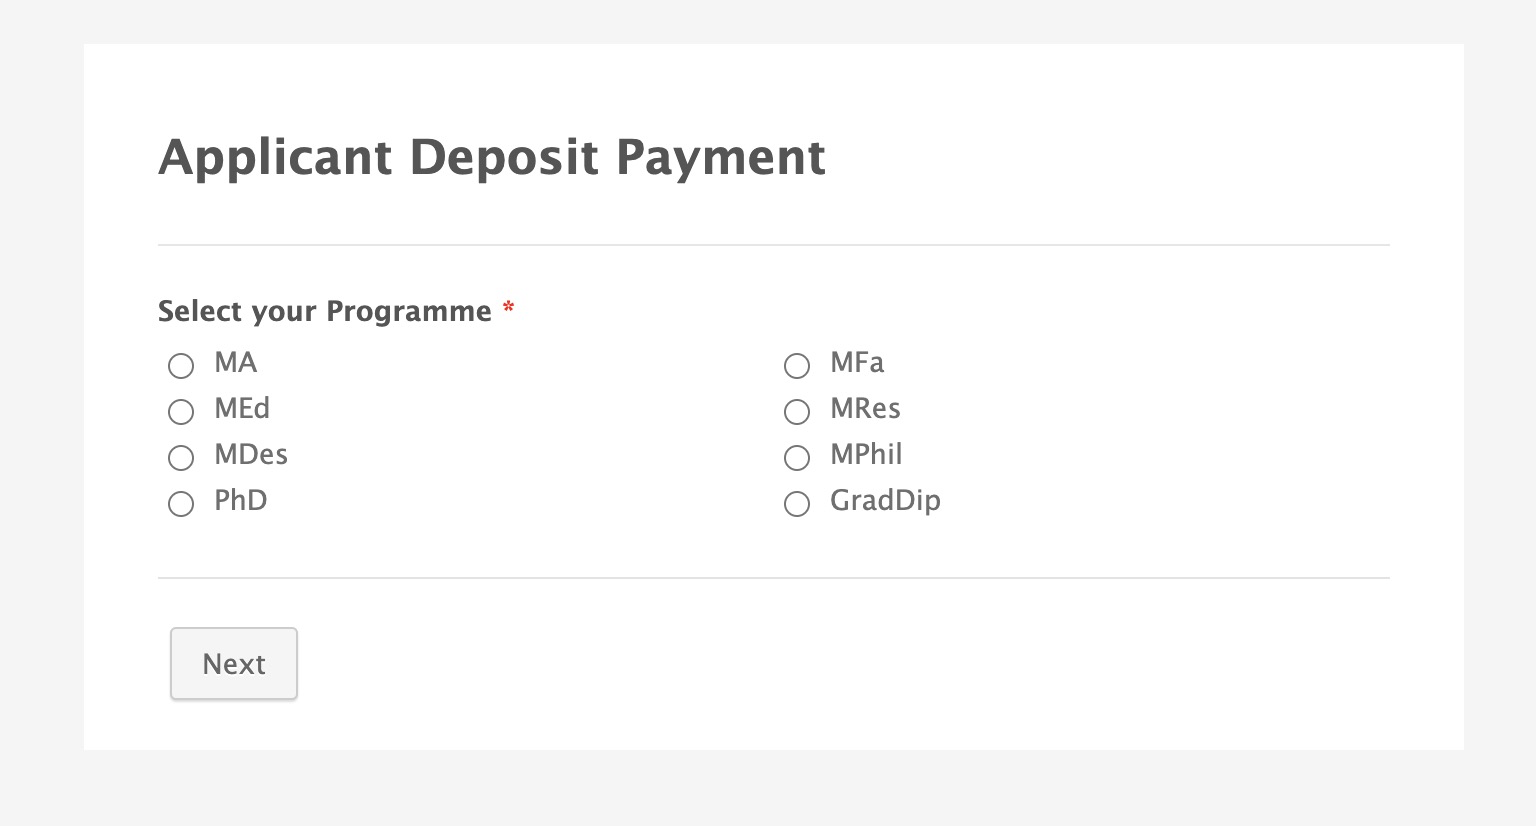 Applicant Deposit Payment
Select your Programme *
MA
MFa
MEd
MRes
MDes
MPhil
PhD
GradDip
Next